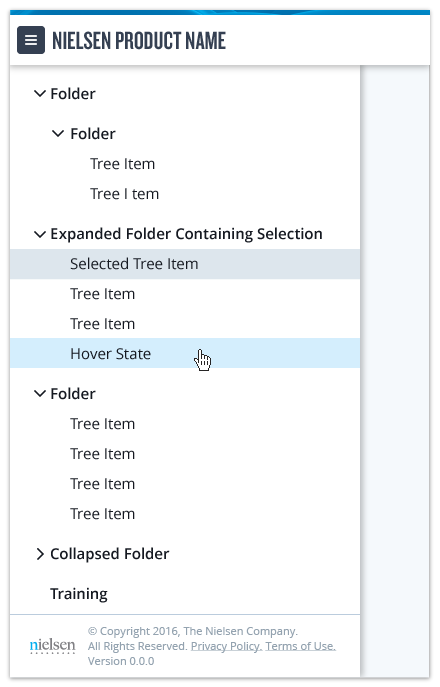 NIELSEN PRODUCT NAME
Folder
Folder
Tree Item
Tree I tem
Expanded Folder Containing Selection
Selected Tree Item
Tree Item
Tree Item
Hover State
Folder
Tree Item
Tree Item
Tree Item
Tree Item
Collapsed Folder
Training
nielsen
© Copyright 2016, The Nielsen Company.
All Rights Reserved. Privacy Policy. Terms of Use.
Version 0.0.0